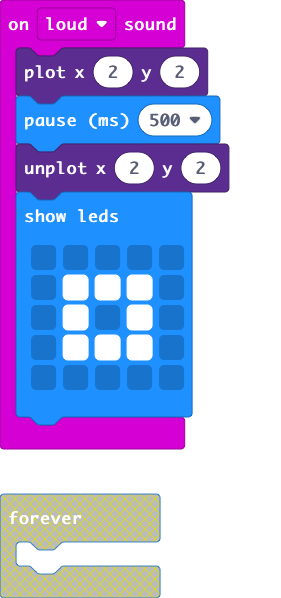 on loud sound
plot x 2 y 2
pause (ms) 500
unplot x 2 y 2
show leds
forever